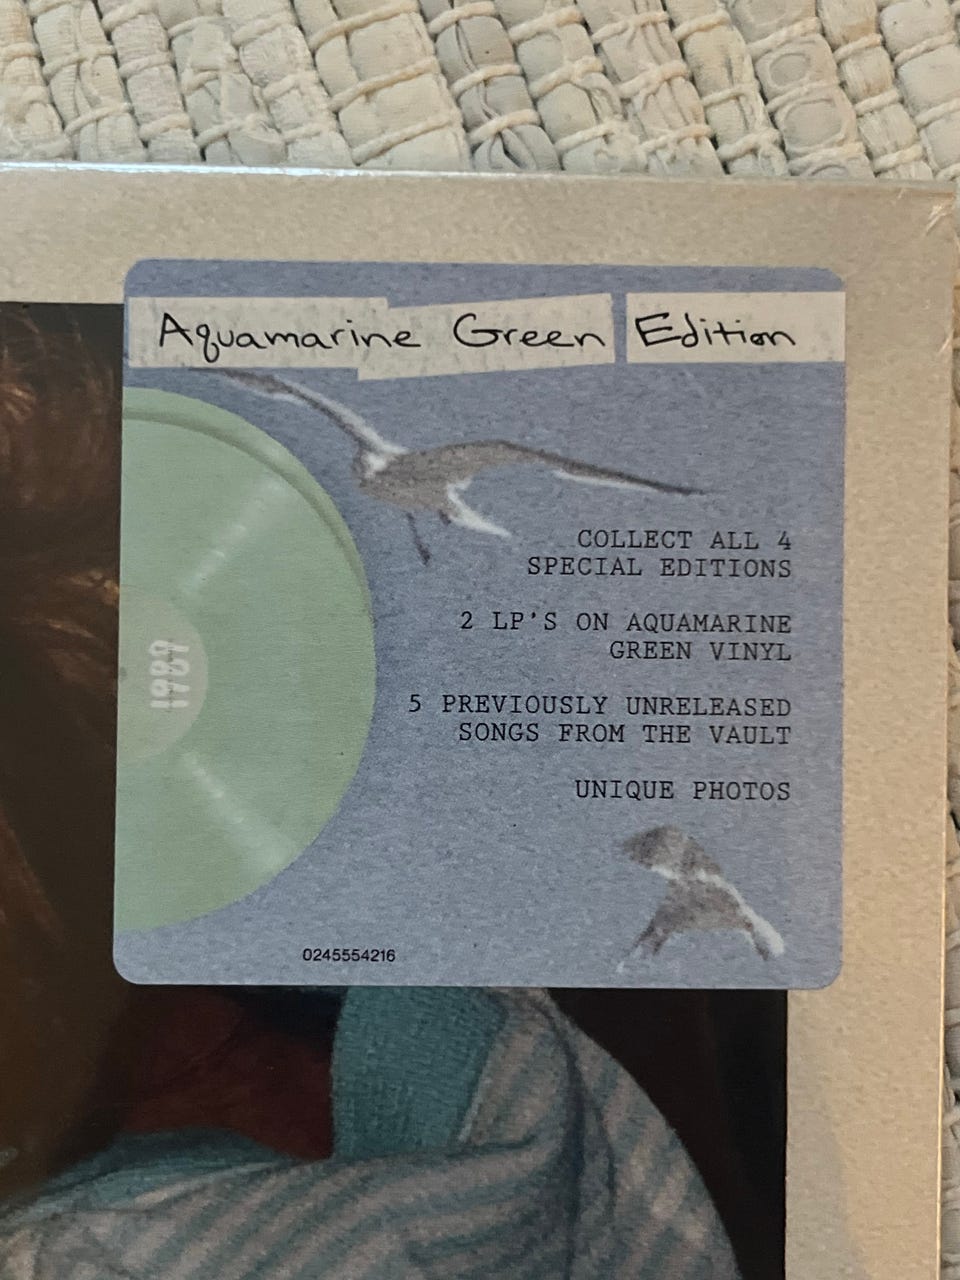 Aquamarine Green Edition
COLLECT ALL 4
SPECIAL EDITIONS
2 LP'S ON AQUAMARINE
GREEN VINYL
5 PREVIOUSLY UNRELEASED
SONGS FROM THE VAULT
UNIQUE PHOTOS
1989
0245554216